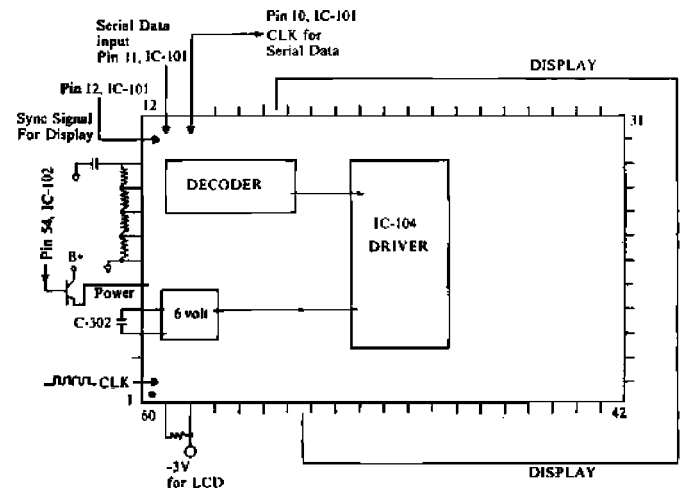 Pin 10, IC-101
Serial Data
input
Pin 11, IC-101
CLK for
Serial Data
DISPLAY
Pin 12, IC-101
12
31
Sync Signal
For Display
DECODER
IC-104
DRIVER
Pin 54, IC-102
B+
Power
6 volt
C-302
CLK
1
60
42
-3V
for LCD
DISPLAY